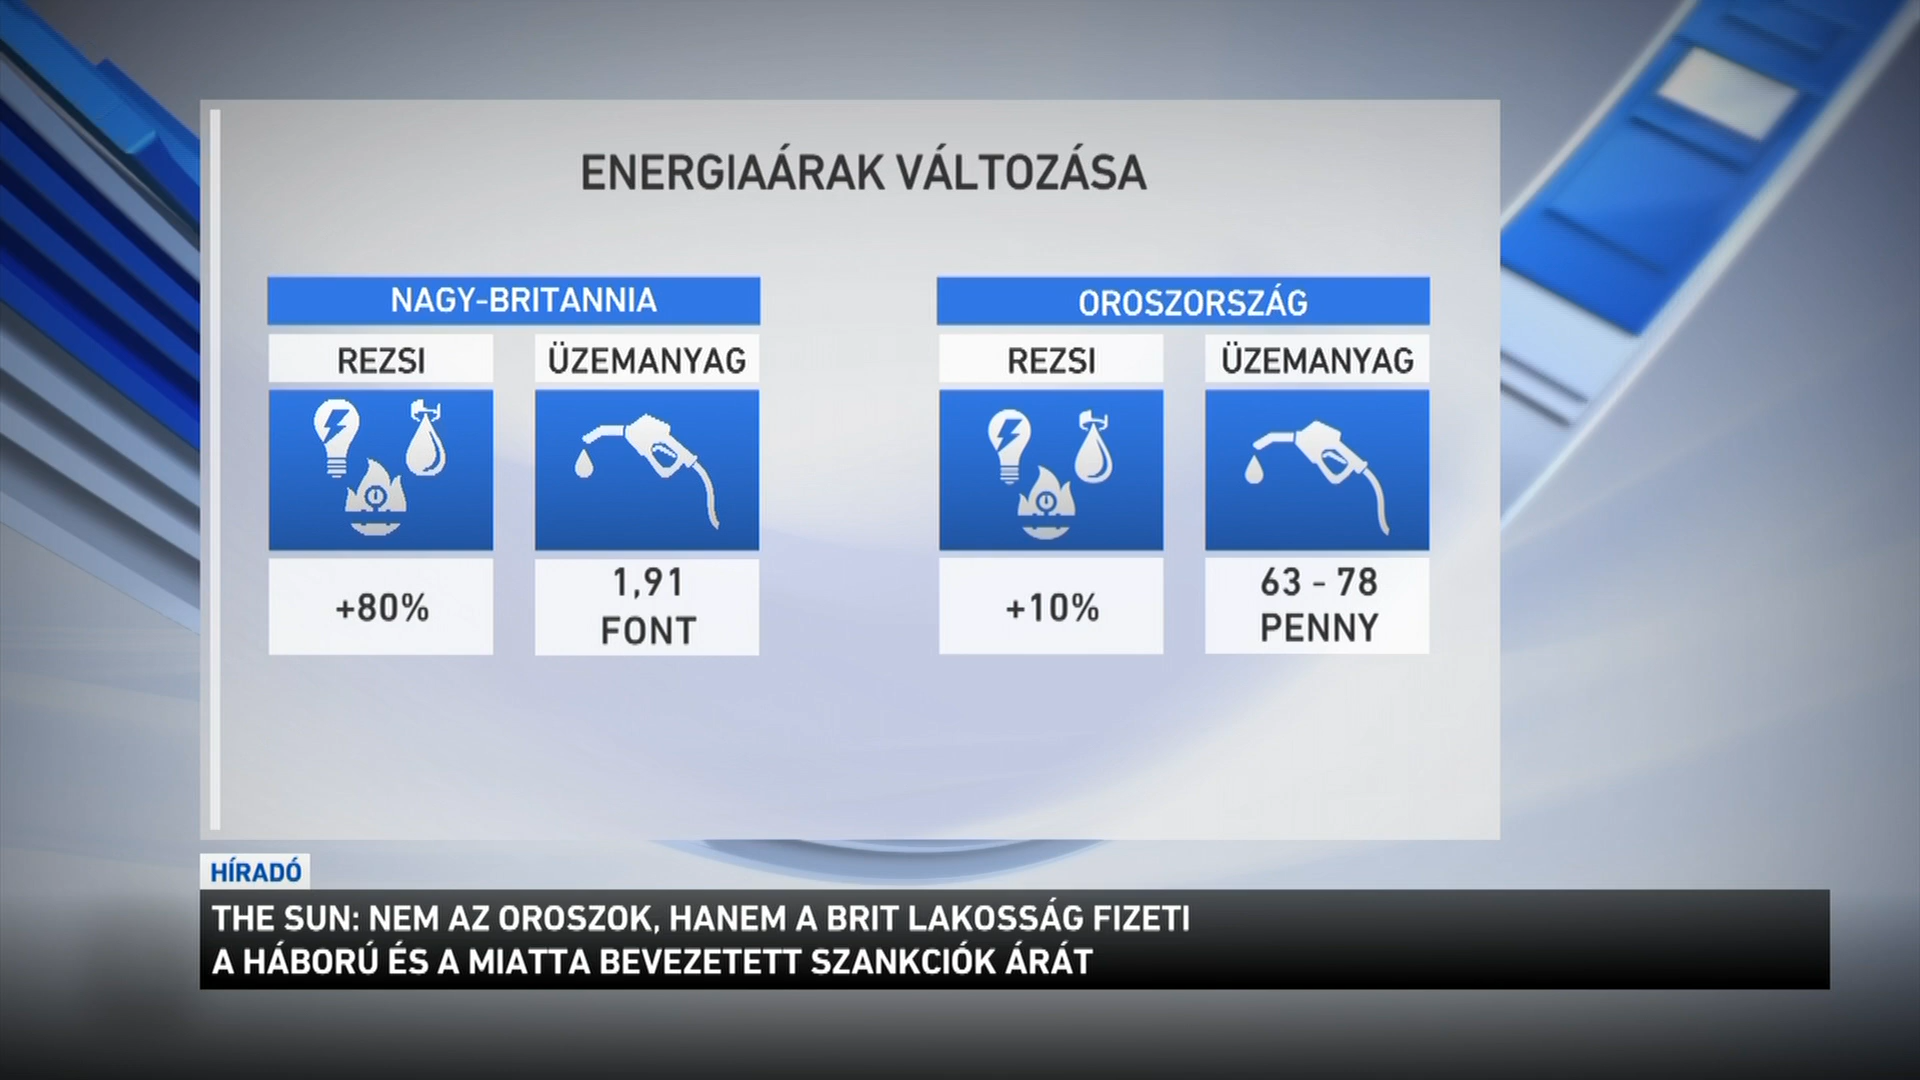 ENERGIAÁRAK VÁLTOZÁSA
NAGY-BRITANNIA
REZSI
ÜZEMANYAG
+80%
1,91
FONT
OROSZORSZÁG
REZSI
ÜZEMANYAG
+10%
63 - 78
PENNY
HÍRADÓ
THE SUN: NEM AZ OROSZOK, HANEM A BRIT LAKOSSÁG FIZETI
A HÁBORÚ ÉS A MIATTA BEVEZETETT SZANKCIÓK ÁRÁT